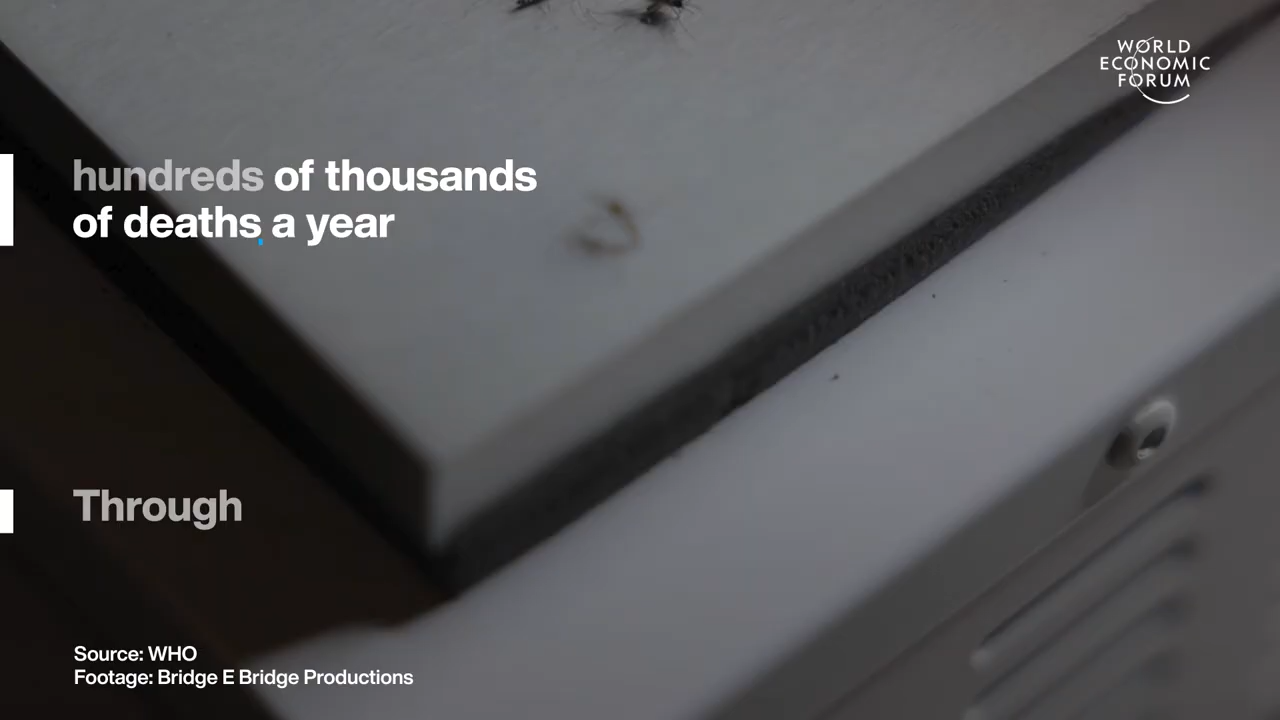 WORLD
ECONOMIC
FORUM
hundreds of thousands
of deaths a year
Through
Source: WHO
Footage: Bridge E Bridge Productions